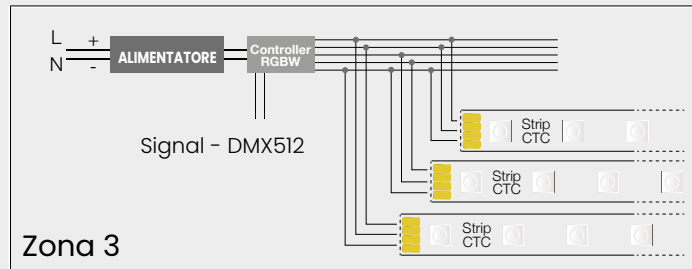 L +
N -
ALIMENTATORE
Controller
RGBW
Signal - DMX512
Strip
CTC
Strip
CTC
Strip
CTC
Zona 3